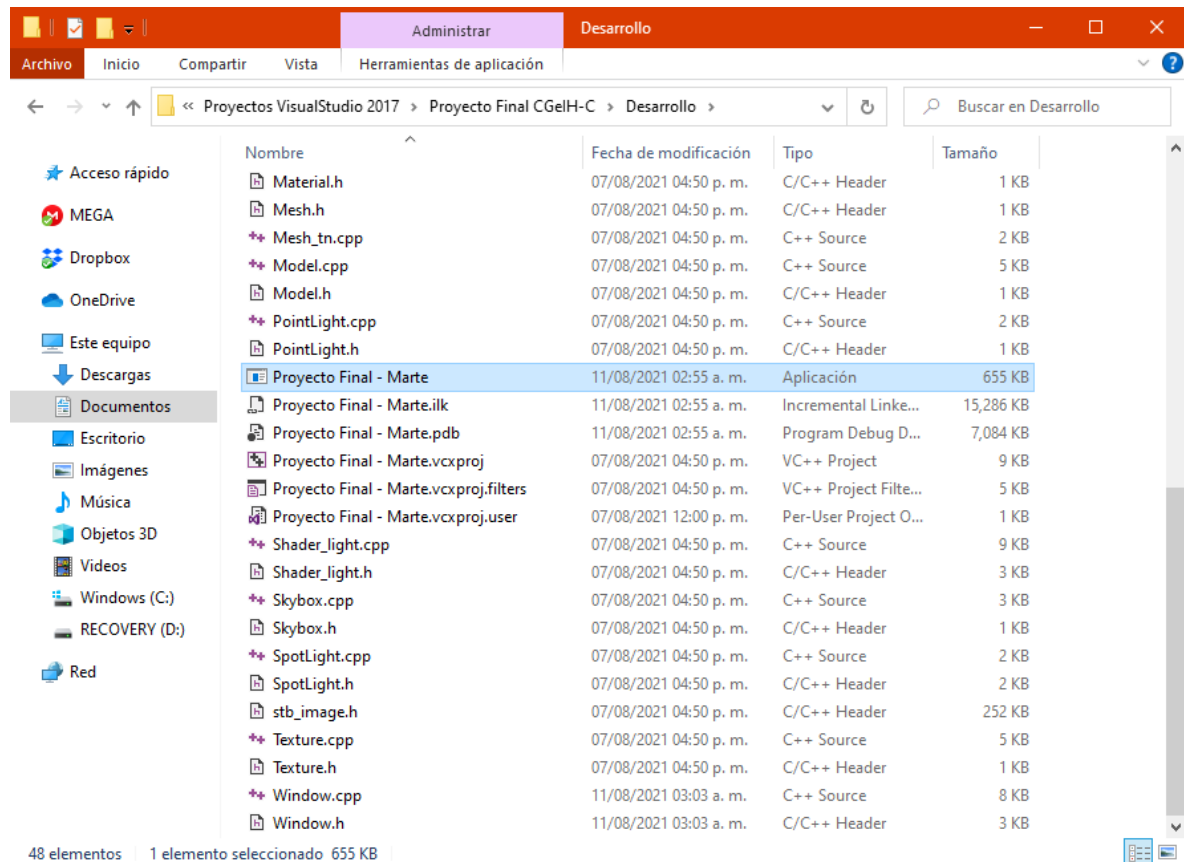 Administrar Desarrollo
Archivo Inicio Compartir Vista Herramientas de aplicación
« Proyectos VisualStudio 2017 > Proyecto Final CGeIH-C > Desarrollo > Buscar en Desarrollo
Acceso rápido
MEGA
Dropbox
OneDrive
Este equipo
Descargas
Documentos
Escritorio
Imágenes
Música
Objetos 3D
Videos
Windows (C:)
RECOVERY (D:)
Red
Nombre Fecha de modificación Tipo Tamaño
Material.h 07/08/2021 04:50 p. m. C/C++ Header 1 KB
Mesh.h 07/08/2021 04:50 p. m. C/C++ Header 1 KB
Mesh_tn.cpp 07/08/2021 04:50 p. m. C++ Source 2 KB
Model.cpp 07/08/2021 04:50 p. m. C++ Source 5 KB
Model.h 07/08/2021 04:50 p. m. C/C++ Header 1 KB
PointLight.cpp 07/08/2021 04:50 p. m. C++ Source 2 KB
PointLight.h 07/08/2021 04:50 p. m. C/C++ Header 1 KB
Proyecto Final - Marte 11/08/2021 02:55 a. m. Aplicación 655 KB
Proyecto Final - Marte.ilk 11/08/2021 02:55 a. m. Incremental Linke... 15,286 KB
Proyecto Final - Marte.pdb 11/08/2021 02:55 a. m. Program Debug D... 7,084 KB
Proyecto Final - Marte.vcxproj 07/08/2021 04:50 p. m. VC++ Project 9 KB
Proyecto Final - Marte.vcxproj.filters 07/08/2021 04:50 p. m. VC++ Project Filte... 5 KB
Proyecto Final - Marte.vcxproj.user 07/08/2021 12:00 p. m. Per-User Project O... 1 KB
Shader_light.cpp 07/08/2021 04:50 p. m. C++ Source 9 KB
Shader_light.h 07/08/2021 04:50 p. m. C/C++ Header 3 KB
Skybox.cpp 07/08/2021 04:50 p. m. C++ Source 3 KB
Skybox.h 07/08/2021 04:50 p. m. C/C++ Header 1 KB
SpotLight.cpp 07/08/2021 04:50 p. m. C++ Source 2 KB
SpotLight.h 07/08/2021 04:50 p. m. C/C++ Header 2 KB
stb_image.h 07/08/2021 04:50 p. m. C/C++ Header 252 KB
Texture.cpp 07/08/2021 04:50 p. m. C++ Source 5 KB
Texture.h 07/08/2021 04:50 p. m. C/C++ Header 1 KB
Window.cpp 11/08/2021 03:03 a. m. C++ Source 8 KB
Window.h 11/08/2021 03:03 a. m. C/C++ Header 3 KB
48 elementos 1 elemento seleccionado 655 KB